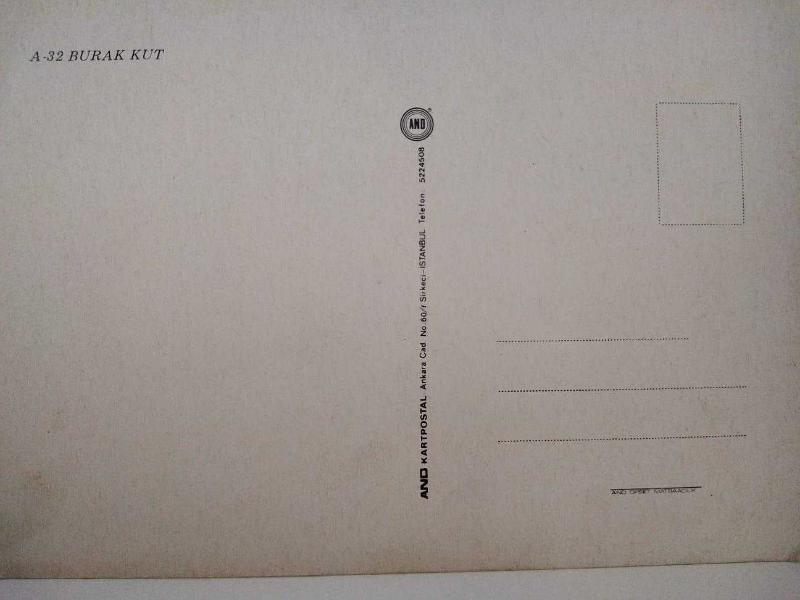 A-32 BURAK KUT
AND
AND KARTPOSTAL Ankara Cad No:60/1 Sirkeci-İSTANBUL Telefon: 5224508
AND OFSET MATBAACILIK